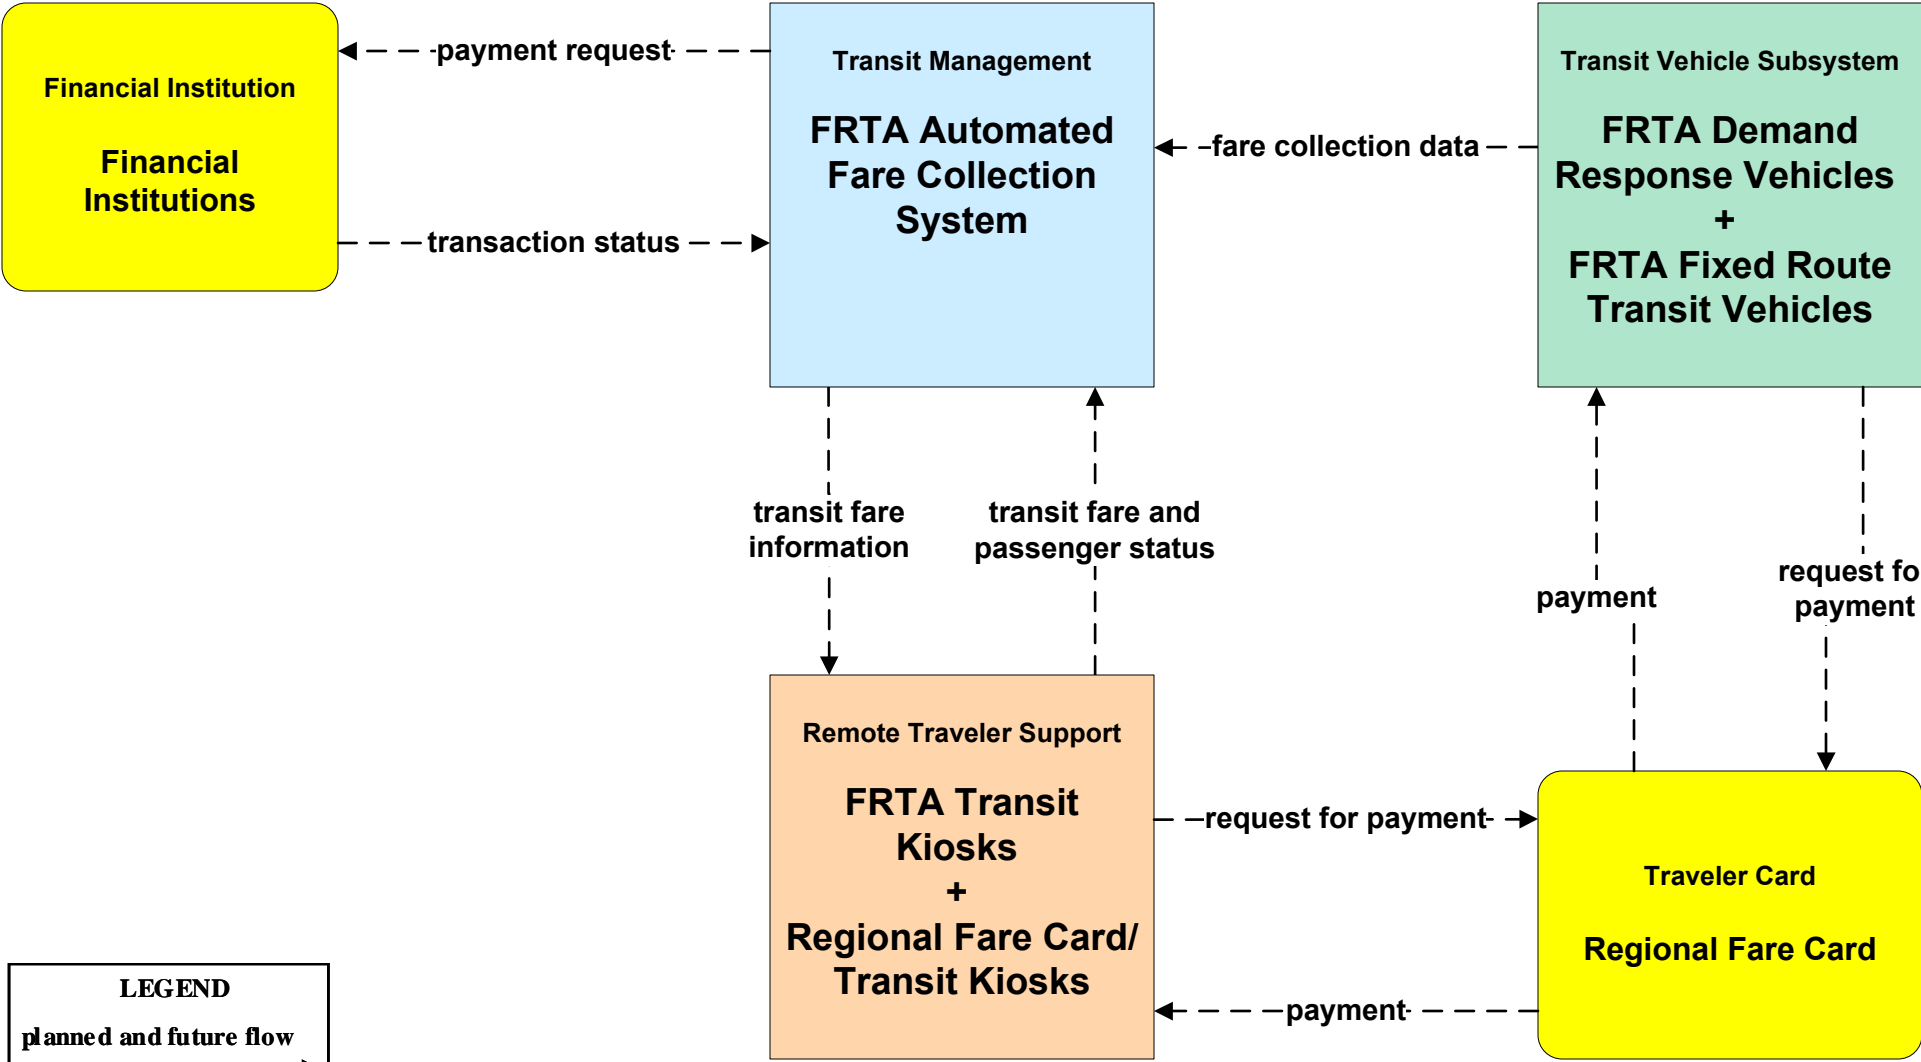 payment request
Financial Institution
Financial
Institutions
transaction status
Transit Management
FRTA Automated
Fare Collection
System
fare collection data
Transit Vehicle Subsystem
FRTA Demand
Response Vehicles
+
FRTA Fixed Route
Transit Vehicles
transit fare
information
transit fare and
passenger status
payment
request fo
payment
Remote Traveler Support
FRTA Transit
Kiosks
+
Regional Fare Card/
Transit Kiosks
request for payment
payment
Traveler Card
Regional Fare Card
LEGEND
planned and future flow